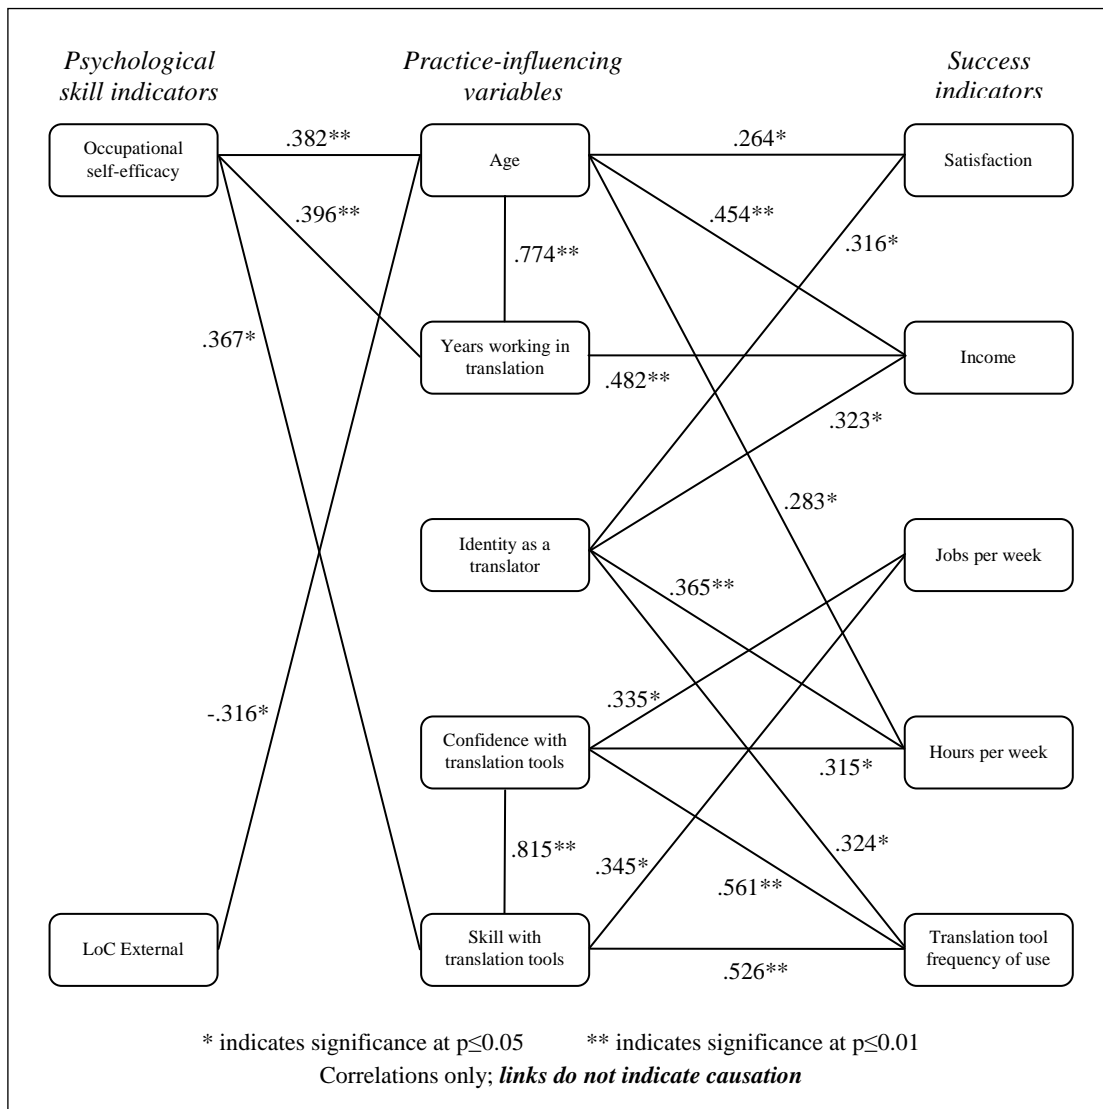 Psychological
skill indicators
Practice-influencing
variables
Success
indicators
Occupational
self-efficacy
.382**
Age
.264*
Satisfaction
.396**
.454**
.316*
.774**
.367*
Years working in
translation
.482**
Income
.323*
.283*
Identity as a
translator
Jobs per week
.365**
-.316*
.335*
Confidence with
translation tools
Hours per week
.315*
.815**
.324*
.345*
.561**
LoC External
Skill with
translation tools
.526**
Translation tool
frequency of use
* indicates significance at p≤0.05
** indicates significance at p≤0.01
Correlations only; links do not indicate causation